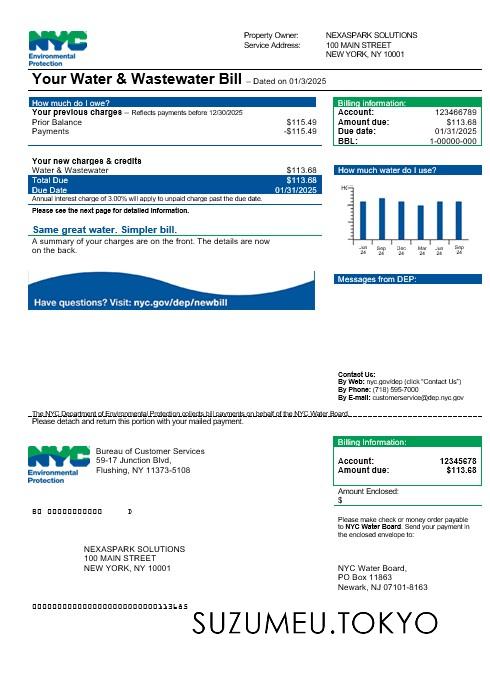 NYC
Environmental
Protection
Property Owner: NEXASPARK SOLUTIONS
Service Address: 100 MAIN STREET
NEW YORK, NY 10001
Your Water & Wastewater Bill – Dated on 01/3/2025
How much do I owe?
Your previous charges – Reflects payments before 12/30/2025
Prior Balance $115.49
Payments -$115.49
Your new charges & credits
Water & Wastewater $113.68
Total Due $113.68
Due Date 01/31/2025
Annual interest charge of 3.00% will apply to unpaid charge past the due date.
Please see the next page for detailed information.
Same great water. Simpler bill.
A summary of your charges are on the front. The details are now
on the back.
Have questions? Visit: nyc.gov/dep/newbill
Billing information:
Account: 123466789
Amount due: $113.68
Due date: 01/31/2025
BBL: 1-00000-000
How much water do I use?
Jun Sep Dec Mar Jun Sep
24 24 24 24 24 24
Messages from DEP:
Contact Us:
By Web: nyc.gov/dep (click "Contact Us")
By Phone: (718) 595-7000
By E-mail: customerservice@dep.nyc.gov
The NYC Department of Environmental Protection collects bill payments on behalf of the NYC Water Board.
Please detach and return this portion with your mailed payment.
NYC
Environmental
Protection
Bureau of Customer Services
59-17 Junction Blvd,
Flushing, NY 11373-5108
Billing Information:
Account: 12345678
Amount due: $113.68
Amount Enclosed:
$
Please make check or money order payable
to NYC Water Board. Send your payment in
the enclosed envelope to:
NEXASPARK SOLUTIONS
100 MAIN STREET
NEW YORK, NY 10001
NYC Water Board,
PO Box 11863
Newark, NJ 07101-8163
SUZUMEU.TOKYO